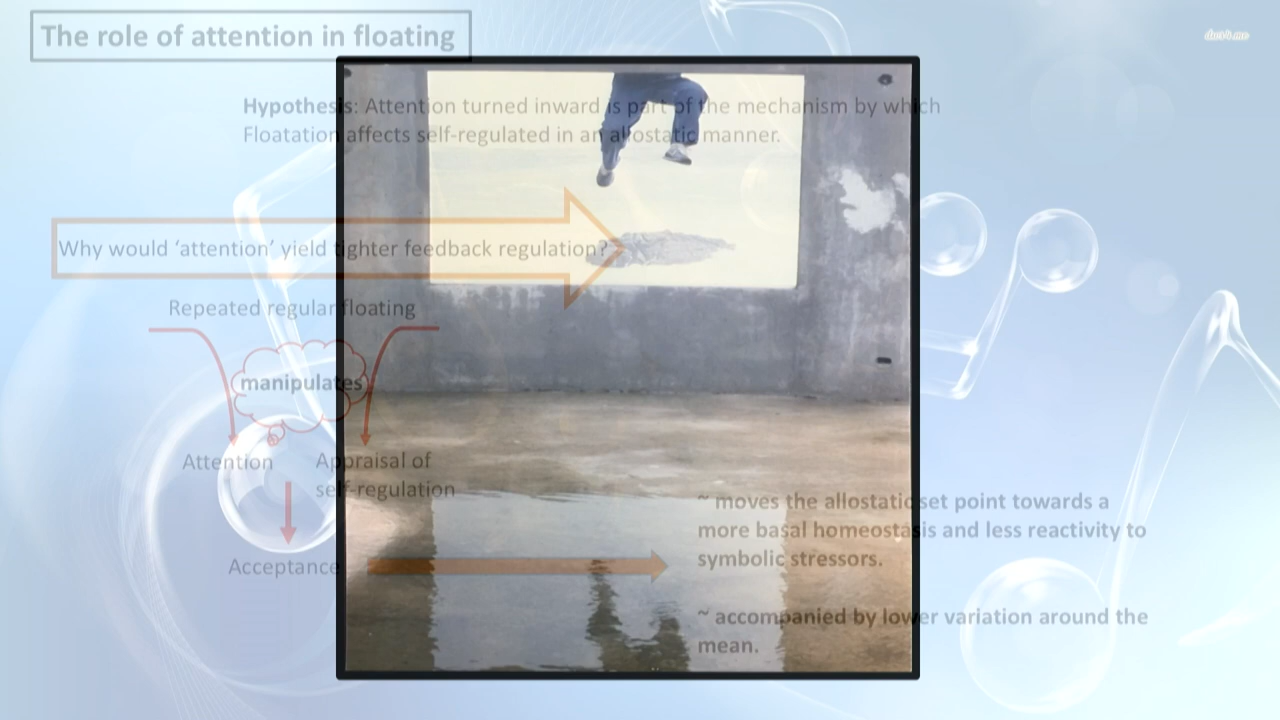 The role of attention in floating
Hypothesis: Attention turned inward is part of the mechanism by which
Floatation affects self-regulated in an allostatic manner.
Why would ‘attention’ yield tighter feedback regulation?
Repeated regular floating
manipulates
Attention
Appraisal of
self-regulation
Acceptance
~ moves the allostatic set point towards a
more basal homeostasis and less reactivity to
symbolic stressors.
~ accompanied by lower variation around the
mean.